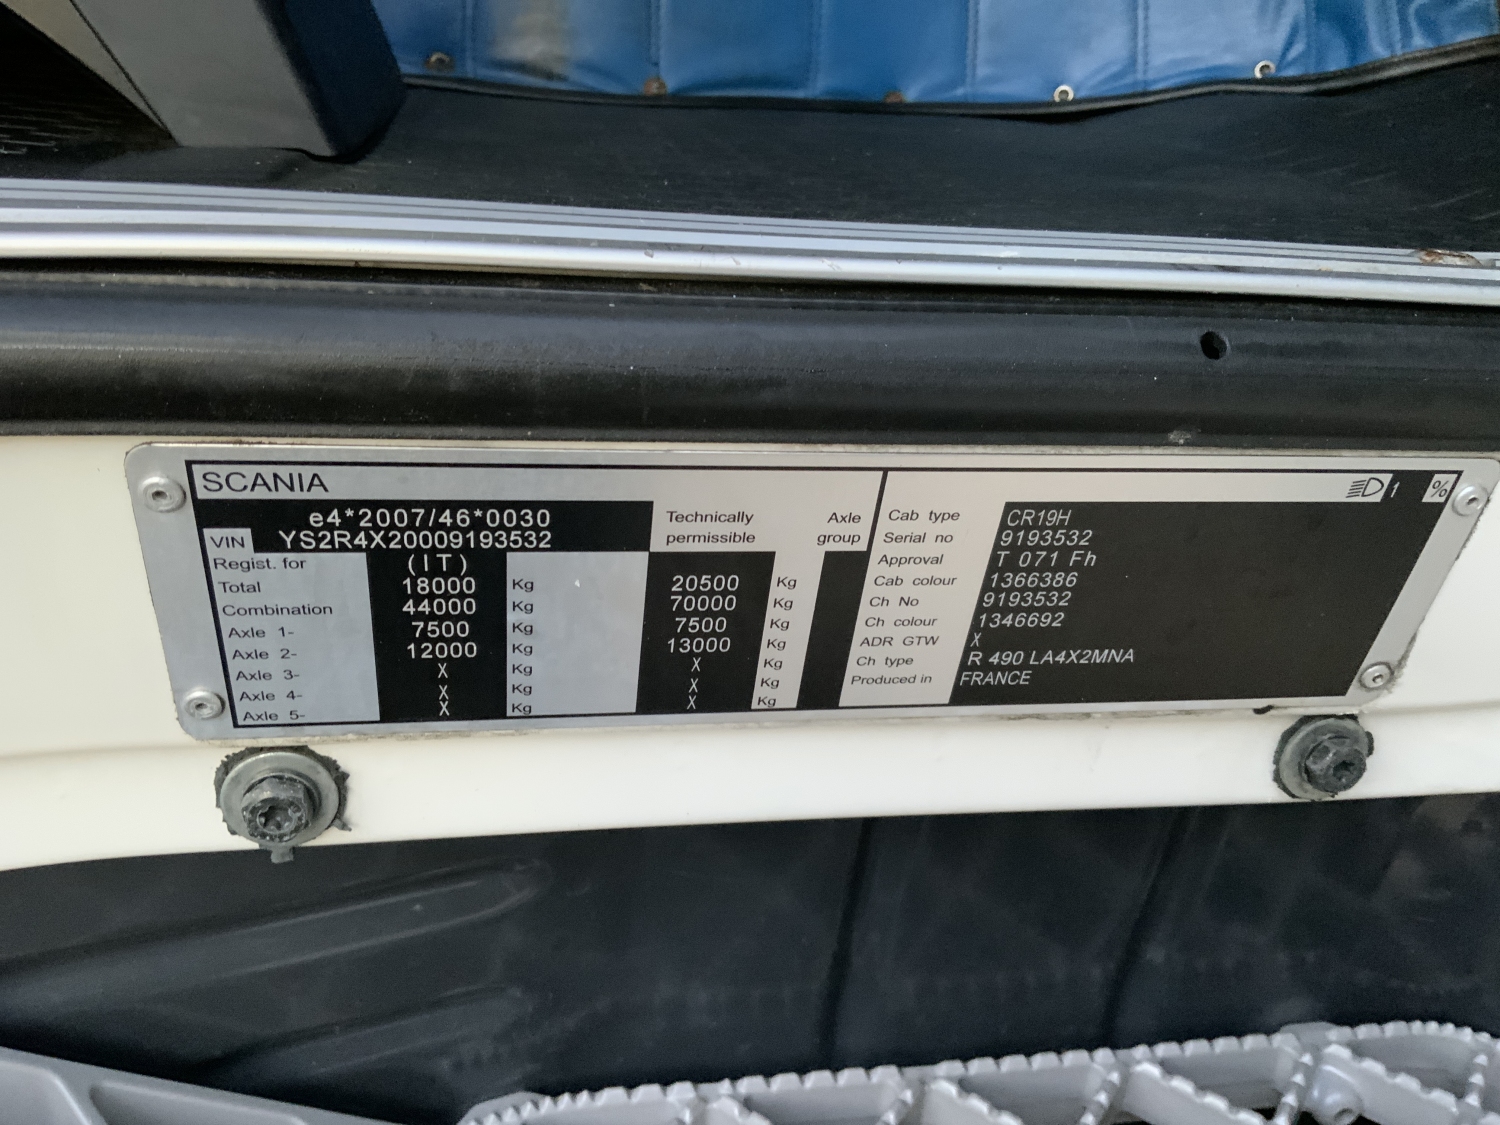 SCANIA
1 %
e4*2007/46*0030
VIN YS2R4X20009193532
Technically permissible
Axle group
Regist. for (IT)
Total 18000 Kg 20500 Kg
Combination 44000 Kg 70000 Kg
Axle 1- 7500 Kg 7500 Kg
Axle 2- 12000 Kg 13000 Kg
Axle 3- X Kg X Kg
Axle 4- X Kg X Kg
Axle 5- X Kg X Kg
Cab type CR19H
Serial no 9193532
Approval T 071 Fh
Cab colour 1366386
Ch No 9193532
Ch colour 1346692
ADR GTW X
Ch type R 490 LA4X2MNA
Produced in FRANCE